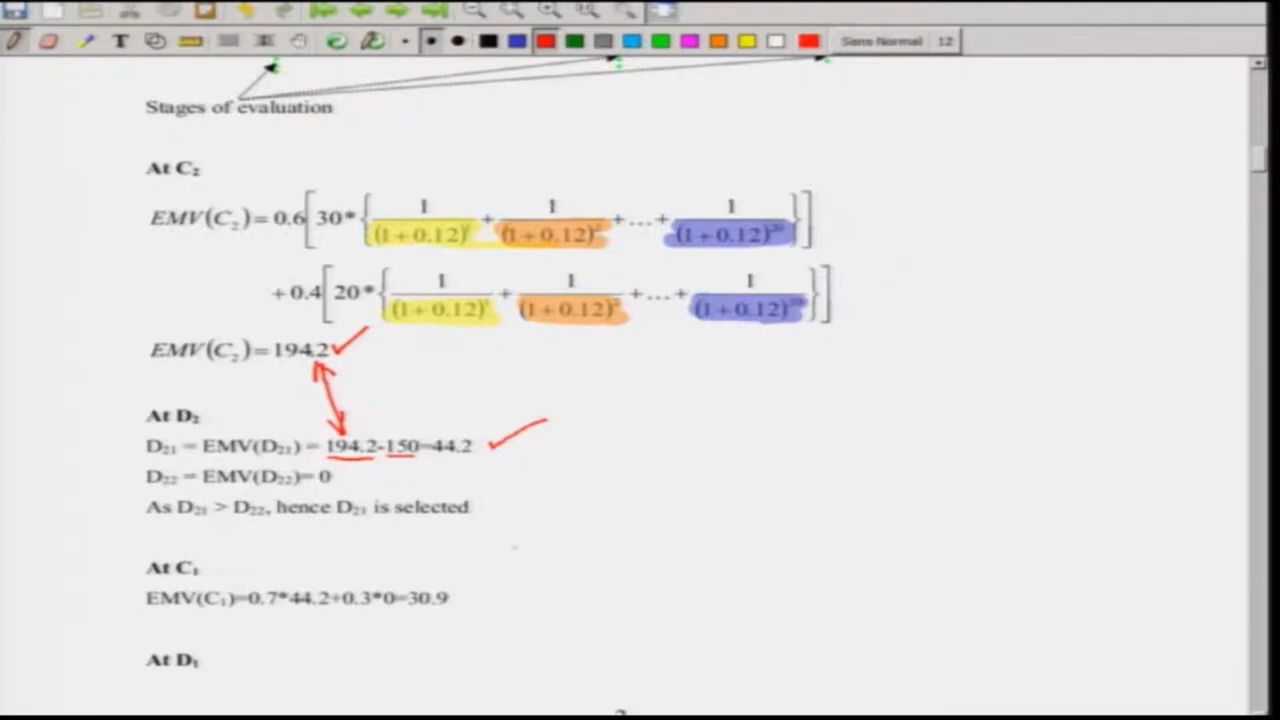 Sans Normal 12
Stages of evaluation
At C₂
EMV(C₂)=0.6[30*{1/(1+0.12)¹+1/(1+0.12)²+...+1/(1+0.12)²⁰}]
+0.4[20*{1/(1+0.12)¹+1/(1+0.12)²+...+1/(1+0.12)²⁰}]
EMV(C₂)=194.2
At D₂
D₂₁ = EMV(D₂₁) = 194.2-150=44.2
D₂₂ = EMV(D₂₂)= 0
As D₂₁ > D₂₂, hence D₂₁ is selected
At C₁
EMV(C₁)=0.7*44.2+0.3*0=30.9
At D₁